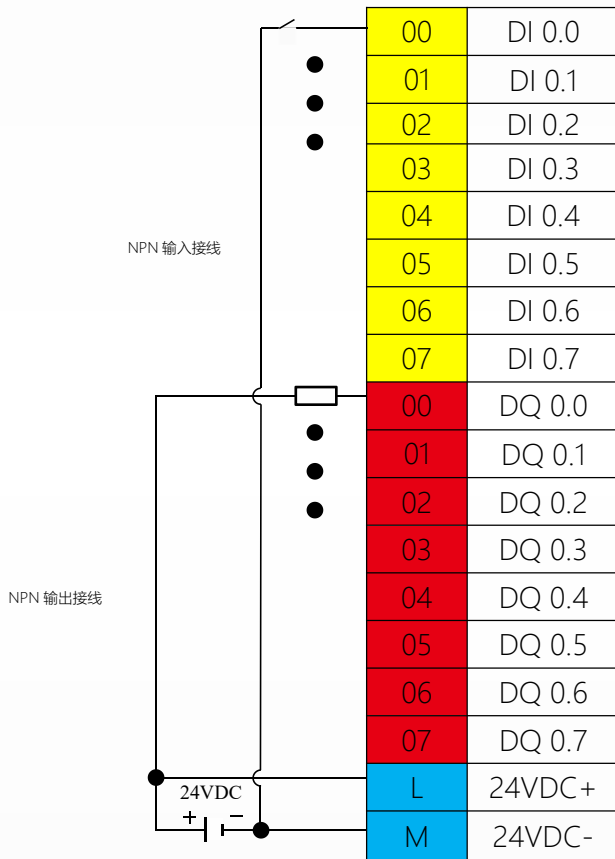 00 DI 0.0
01 DI 0.1
02 DI 0.2
03 DI 0.3
04 DI 0.4
NPN 输入接线
05 DI 0.5
06 DI 0.6
07 DI 0.7
00 DQ 0.0
01 DQ 0.1
02 DQ 0.2
03 DQ 0.3
NPN 输出接线
04 DQ 0.4
05 DQ 0.5
06 DQ 0.6
07 DQ 0.7
L 24VDC+
24VDC
+ −
M 24VDC-